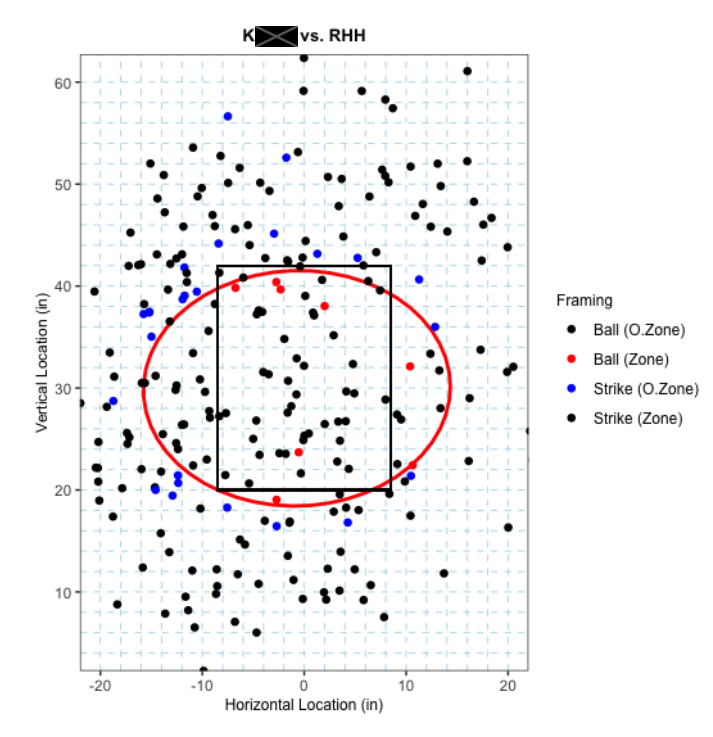 K vs. RHH
60
50
40
30
20
10
-20 -10 0 10 20
Horizontal Location (in)
Vertical Location (in)
Framing
Ball (O.Zone)
Ball (Zone)
Strike (O.Zone)
Strike (Zone)